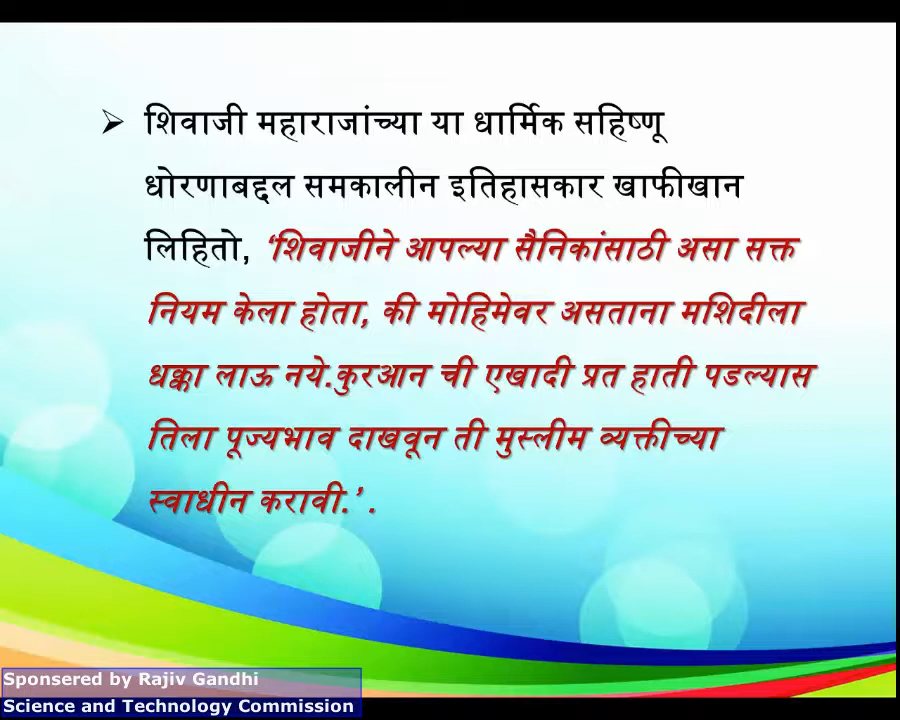 ➢ शिवाजी महाराजांच्या या धार्मिक सहिष्णू
धोरणाबद्दल समकालीन इतिहासकार खाफीखान
लिहितो, ‘शिवाजीने आपल्या सैनिकांसाठी असा सक्त
नियम केला होता, की मोहिमेवर असताना मशिदीला
धक्का लाऊ नये.कुरआन ची एखादी प्रत हाती पडल्यास
तिला पूज्यभाव दाखवून ती मुस्लीम व्यक्तीच्या
स्वाधीन करावी.’ .
Sponsered by Rajiv Gandhi
Science and Technology Commission